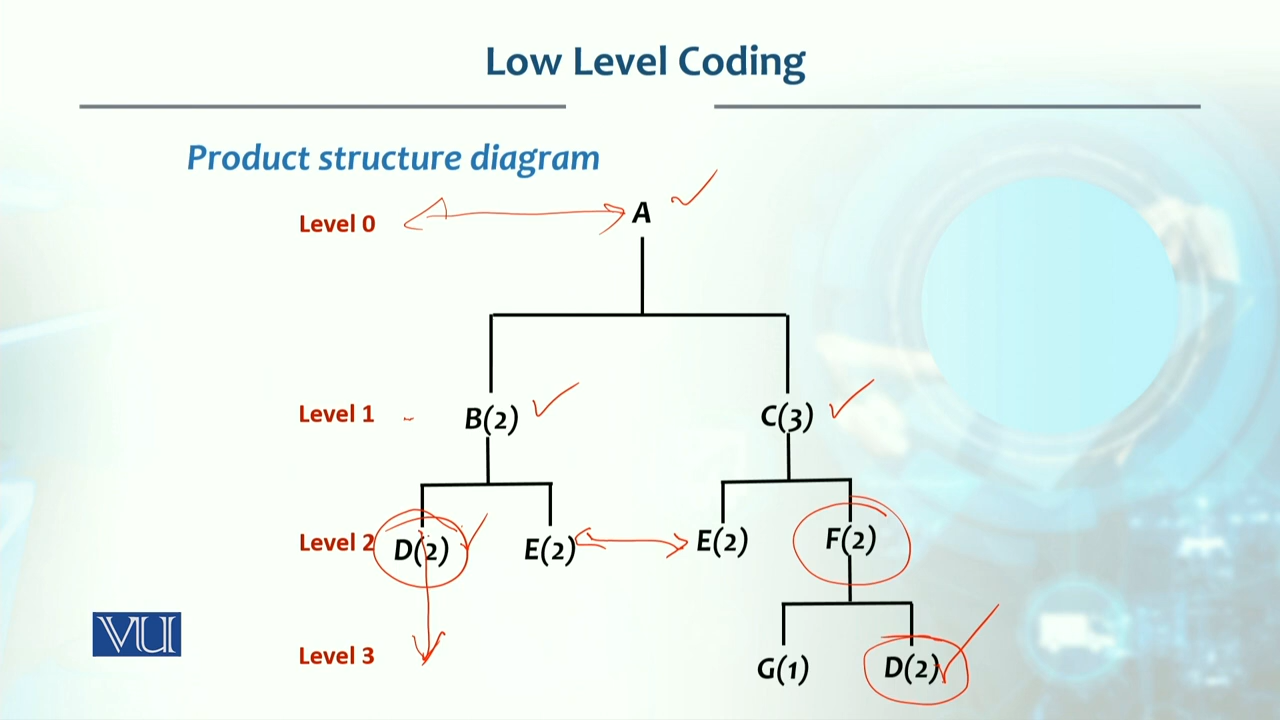 Low Level Coding
Product structure diagram
Level 0 A
Level 1 B(2) C(3)
Level 2 D(2) E(2) E(2) F(2)
Level 3 G(1) D(2)
VU